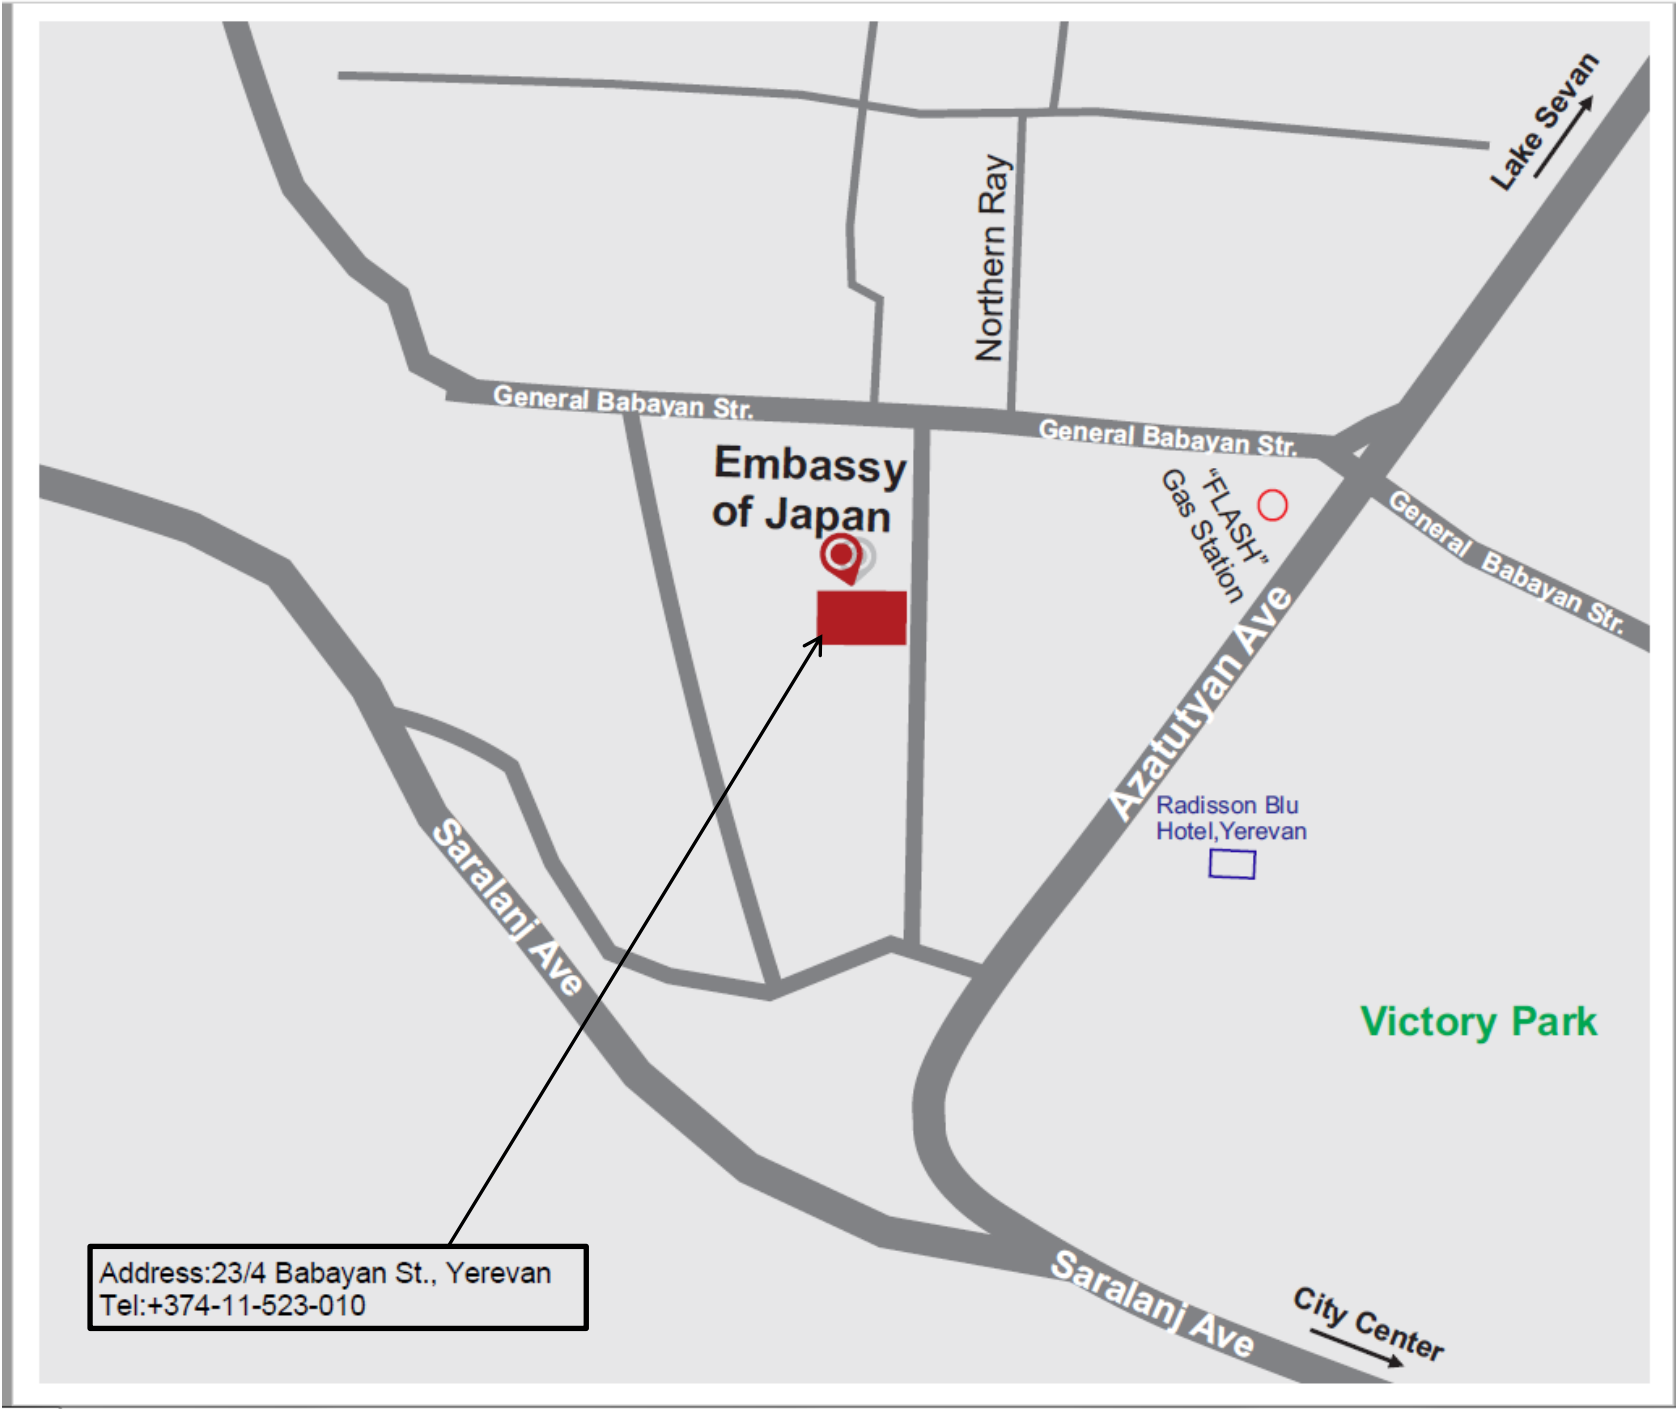 Lake Sevan
Northern Ray
General Babayan Str.
General Babayan Str.
Embassy
of Japan
"FLASH"
Gas Station
General Babayan Str.
Azatutyan Ave
Radisson Blu
Hotel,Yerevan
Saralanj Ave
Victory Park
Address:23/4 Babayan St., Yerevan
Tel:+374-11-523-010
Saralanj Ave
City Center